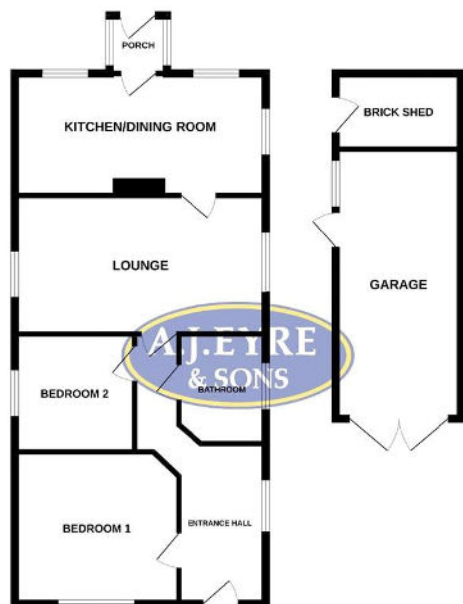 PORCH
KITCHEN/DINING ROOM
BRICK SHED
LOUNGE
GARAGE
A.J.EYRE
& SONS
BEDROOM 2
BATHROOM
BEDROOM 1
ENTRANCE HALL